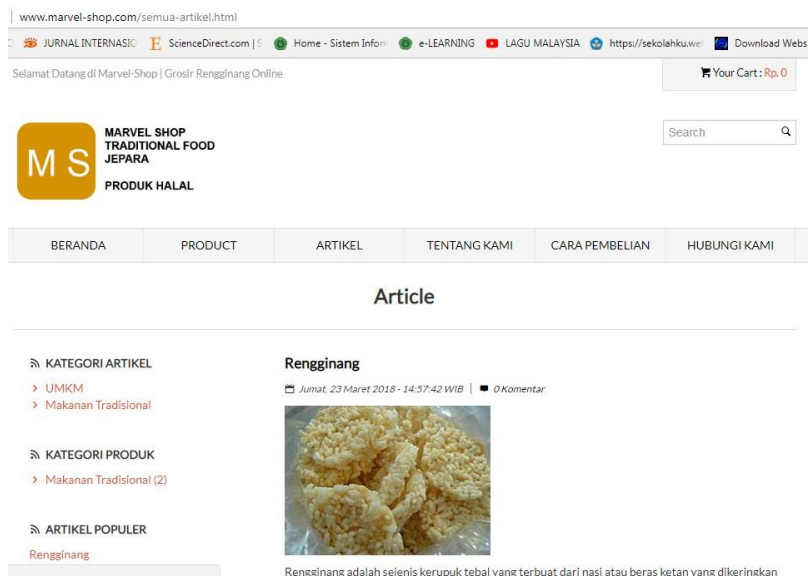 www.marvel-shop.com/semua-artikel.html
JURNAL INTERNASIO ScienceDirect.com | S Home - Sistem Inform e-LEARNING LAGU MALAYSIA https://sekolahku.we Download Webs
Selamat Datang di Marvel-Shop | Grosir Rengginang Online
Your Cart : Rp. 0
MS
MARVEL SHOP
TRADITIONAL FOOD
JEPARA
PRODUK HALAL
Search
BERANDA PRODUCT ARTIKEL TENTANG KAMI CARA PEMBELIAN HUBUNGI KAMI
Article
KATEGORI ARTIKEL
UMKM
Makanan Tradisional
KATEGORI PRODUK
Makanan Tradisional (2)
ARTIKEL POPULER
Rengginang
Rengginang
Jumat, 23 Maret 2018 - 14:57:42 WIB | 0 Komentar
Rengginang adalah sejenis kerupuk tebal yang terbuat dari nasi atau beras ketan yang dikeringkan